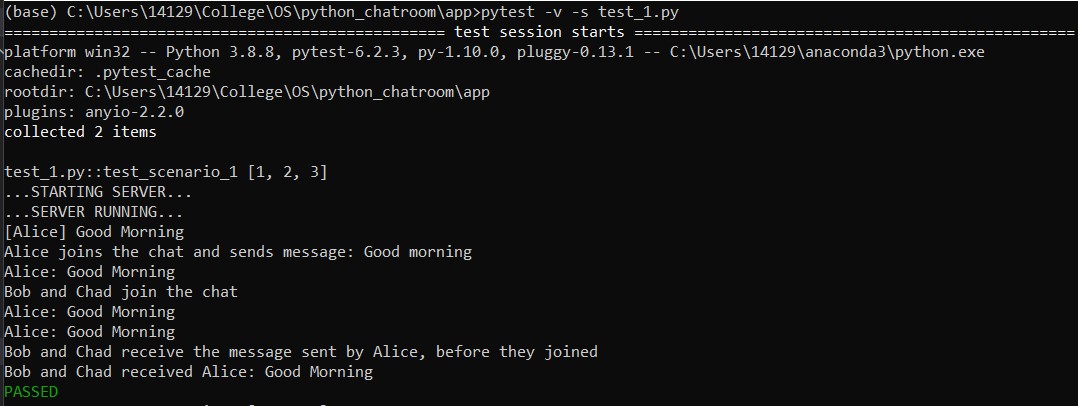 (base) C:\Users\14129\College\OS\python_chatroom\app>pytest -v -s test_1.py
================================================= test session starts =================================================
platform win32 -- Python 3.8.8, pytest-6.2.3, py-1.10.0, pluggy-0.13.1 -- C:\Users\14129\anaconda3\python.exe
cachedir: .pytest_cache
rootdir: C:\Users\14129\College\OS\python_chatroom\app
plugins: anyio-2.2.0
collected 2 items
test_1.py::test_scenario_1 [1, 2, 3]
...STARTING SERVER...
...SERVER RUNNING...
[Alice] Good Morning
Alice joins the chat and sends message: Good morning
Alice: Good Morning
Bob and Chad join the chat
Alice: Good Morning
Alice: Good Morning
Bob and Chad receive the message sent by Alice, before they joined
Bob and Chad received Alice: Good Morning
PASSED